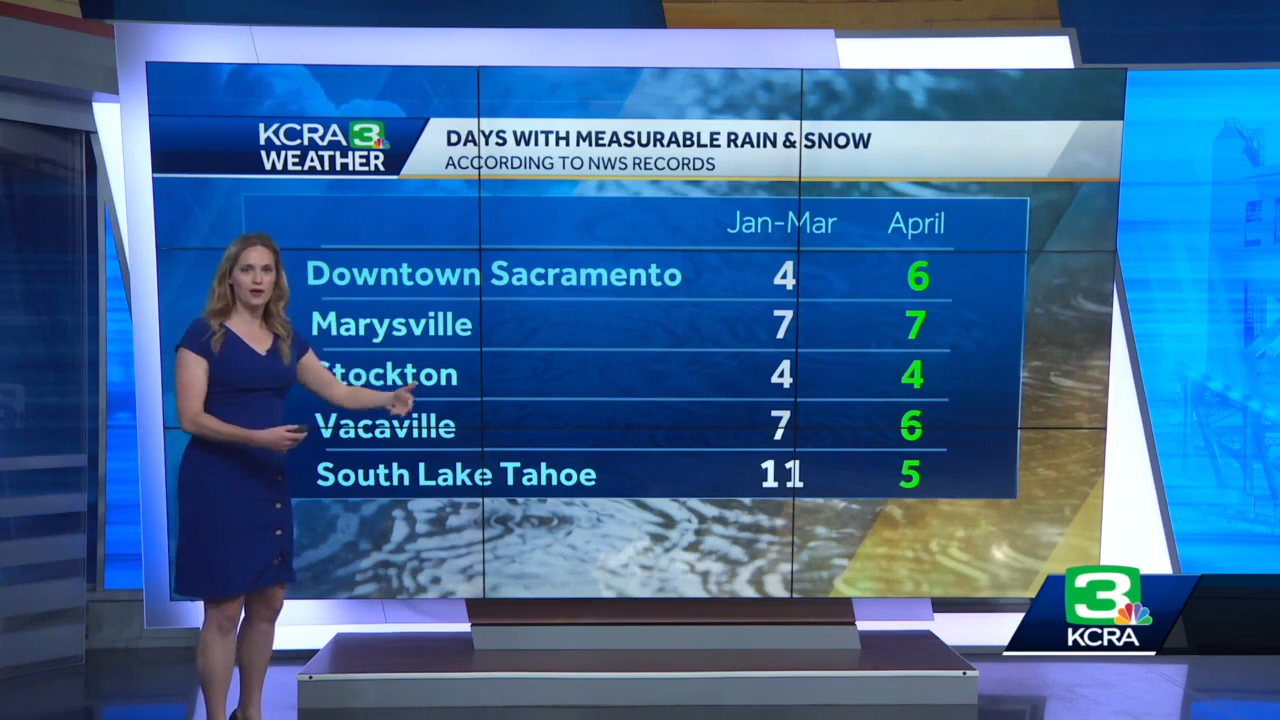 KCRA 3
WEATHER
DAYS WITH MEASURABLE RAIN & SNOW
ACCORDING TO NWS RECORDS
Jan-Mar April
Downtown Sacramento 4 6
Marysville 7 7
Stockton 4 4
Vacaville 7 6
South Lake Tahoe 11 5
3
KCRA